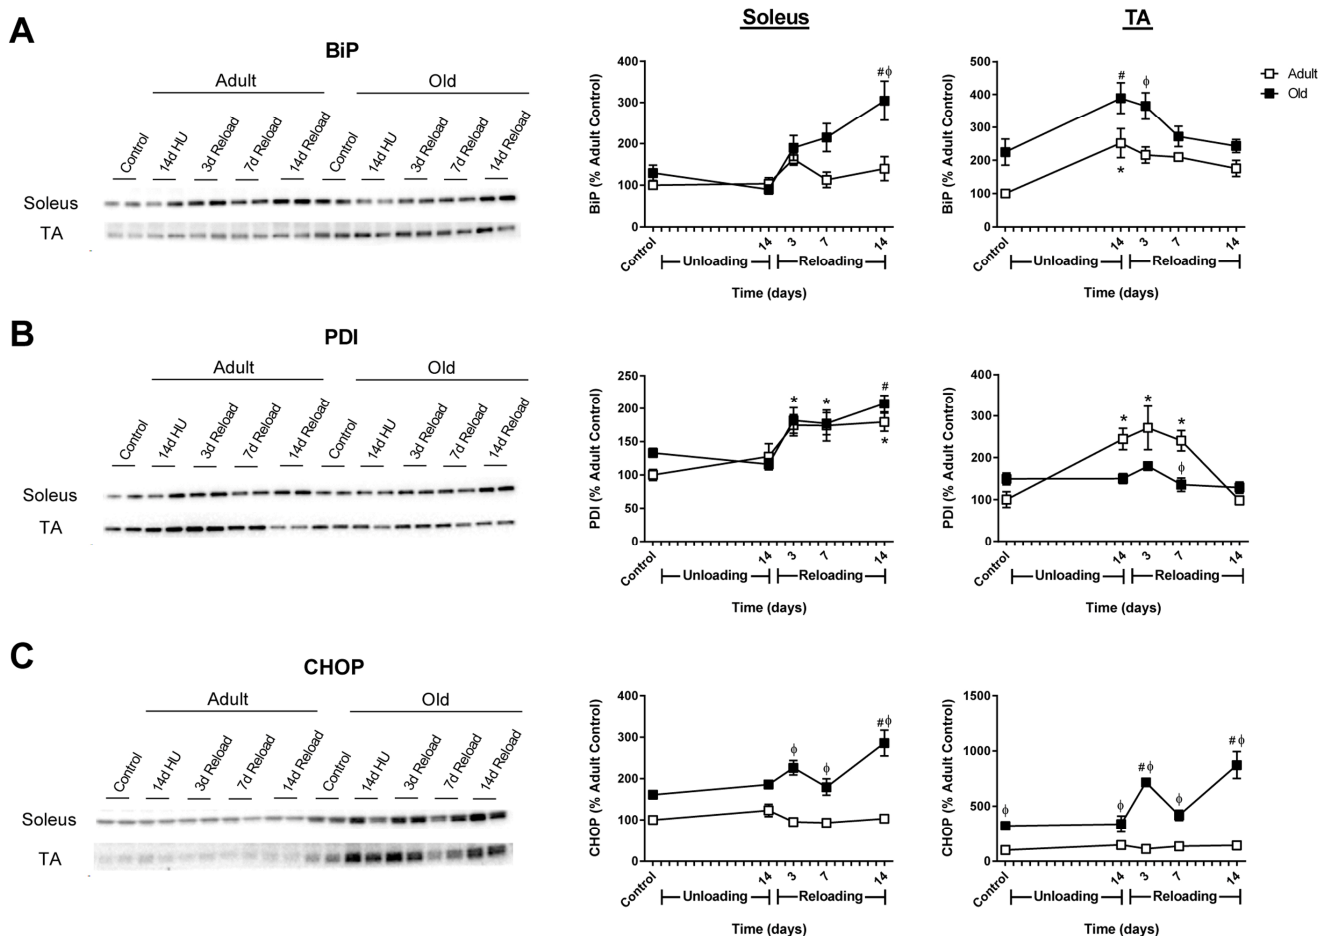 A
BiP
Adult Old
Control 14d HU 3d Reload 7d Reload 14d Reload Control 14d HU 3d Reload 7d Reload 14d Reload
Soleus
TA
Soleus
BiP (% Adult Control)
400
300
200
100
0
#ϕ
Control 14 3 7 14
Unloading Reloading
Time (days)
TA
BiP (% Adult Control)
500
400
300
200
100
0
# ϕ
*
Control 14 3 7 14
Unloading Reloading
Time (days)
Adult
Old
B
PDI
Adult Old
Control 14d HU 3d Reload 7d Reload 14d Reload Control 14d HU 3d Reload 7d Reload 14d Reload
Soleus
TA
PDI (% Adult Control)
250
200
150
100
50
0
* * #
*
Control 14 3 7 14
Unloading Reloading
Time (days)
PDI (% Adult Control)
400
300
200
100
0
* * *
ϕ
Control 14 3 7 14
Unloading Reloading
Time (days)
C
CHOP
Adult Old
Control 14d HU 3d Reload 7d Reload 14d Reload Control 14d HU 3d Reload 7d Reload 14d Reload
Soleus
TA
CHOP (% Adult Control)
400
300
200
100
0
ϕ ϕ #ϕ
Control 14 3 7 14
Unloading Reloading
Time (days)
CHOP (% Adult Control)
1500
1000
500
0
ϕ ϕ #ϕ ϕ #ϕ
Control 14 3 7 14
Unloading Reloading
Time (days)